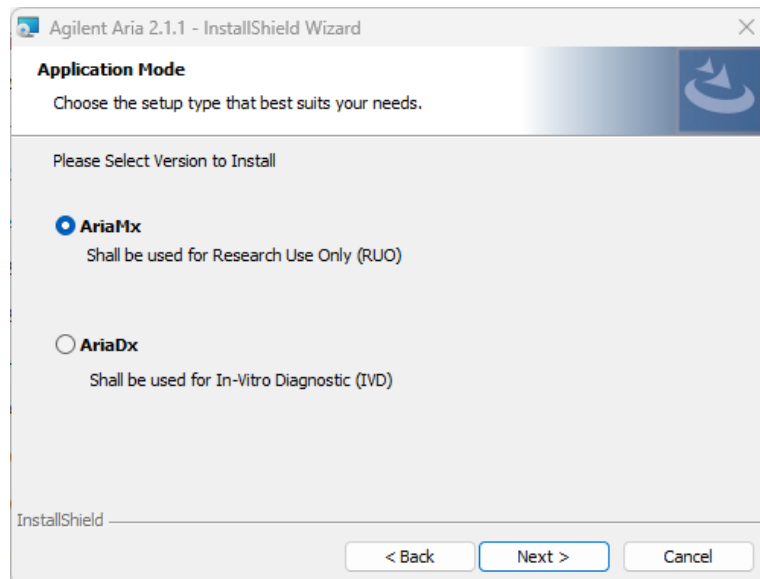 Agilent Aria 2.1.1 - InstallShield Wizard
Application Mode
Choose the setup type that best suits your needs.
Please Select Version to Install
AriaMx
Shall be used for Research Use Only (RUO)
AriaDx
Shall be used for In-Vitro Diagnostic (IVD)
InstallShield
< Back
Next >
Cancel